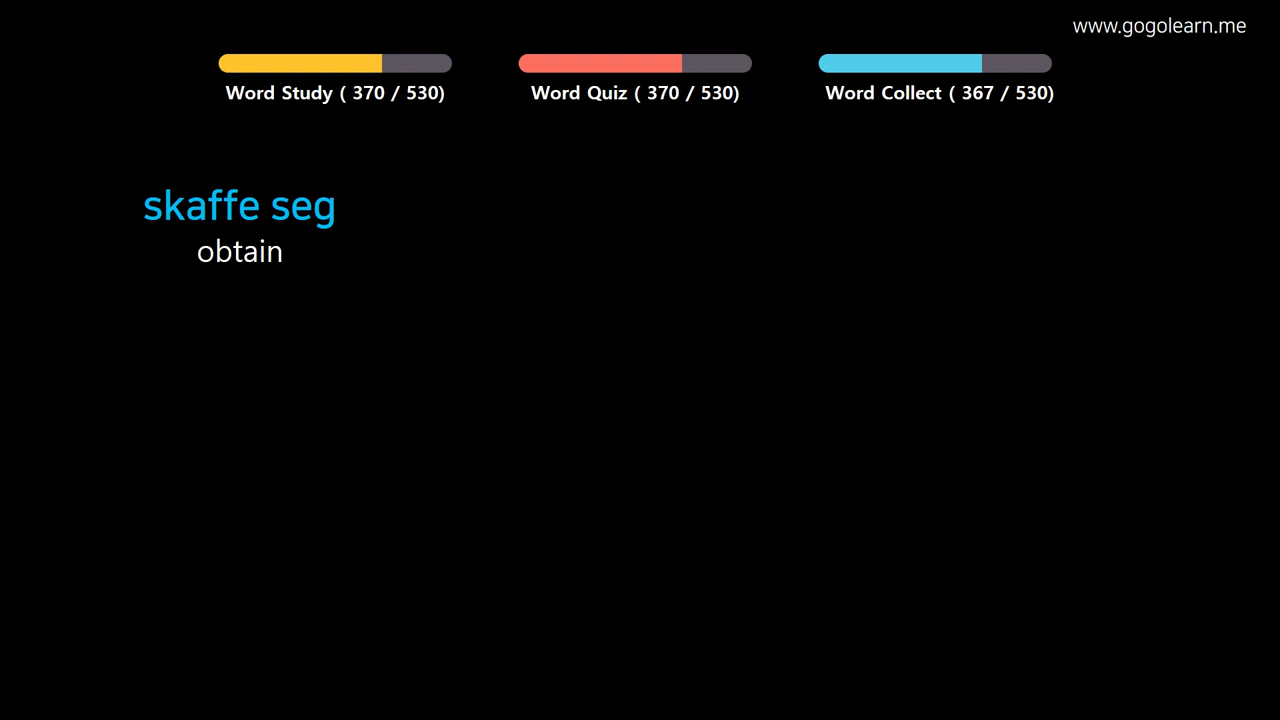 www.gogolearn.me
Word Study ( 370 / 530)
Word Quiz ( 370 / 530)
Word Collect ( 367 / 530)
skaffe seg
obtain